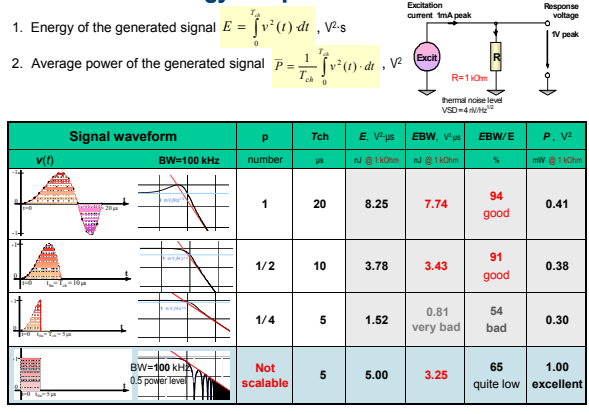 Excitation
current 1mA peak
Response
voltage
1V peak
1. Energy of the generated signal E = ∫₀^Tch v²(t)·dt , V²·s
2. Average power of the generated signal P̅ = 1/Tch ∫₀^Tch v²(t)·dt , V²
Excit
R
R=1 kOhm
thermal noise level
VSD=4 nV/Hz^1/2
Signal waveform p Tch E, V²·µs EBW, V²·µs EBW/E P, V²
v(t) BW=100 kHz number µs nJ @ 1 kOhm nJ @ 1 kOhm % mW @ 1 kOhm
1 20 8.25 7.74 94 0.41
good
1/2 10 3.78 3.43 91 0.38
good
1/4 5 1.52 0.81 54 0.30
very bad bad
BW=100 kHz Not 5 5.00 3.25 65 1.00
0.5 power level scalable quite low excellent